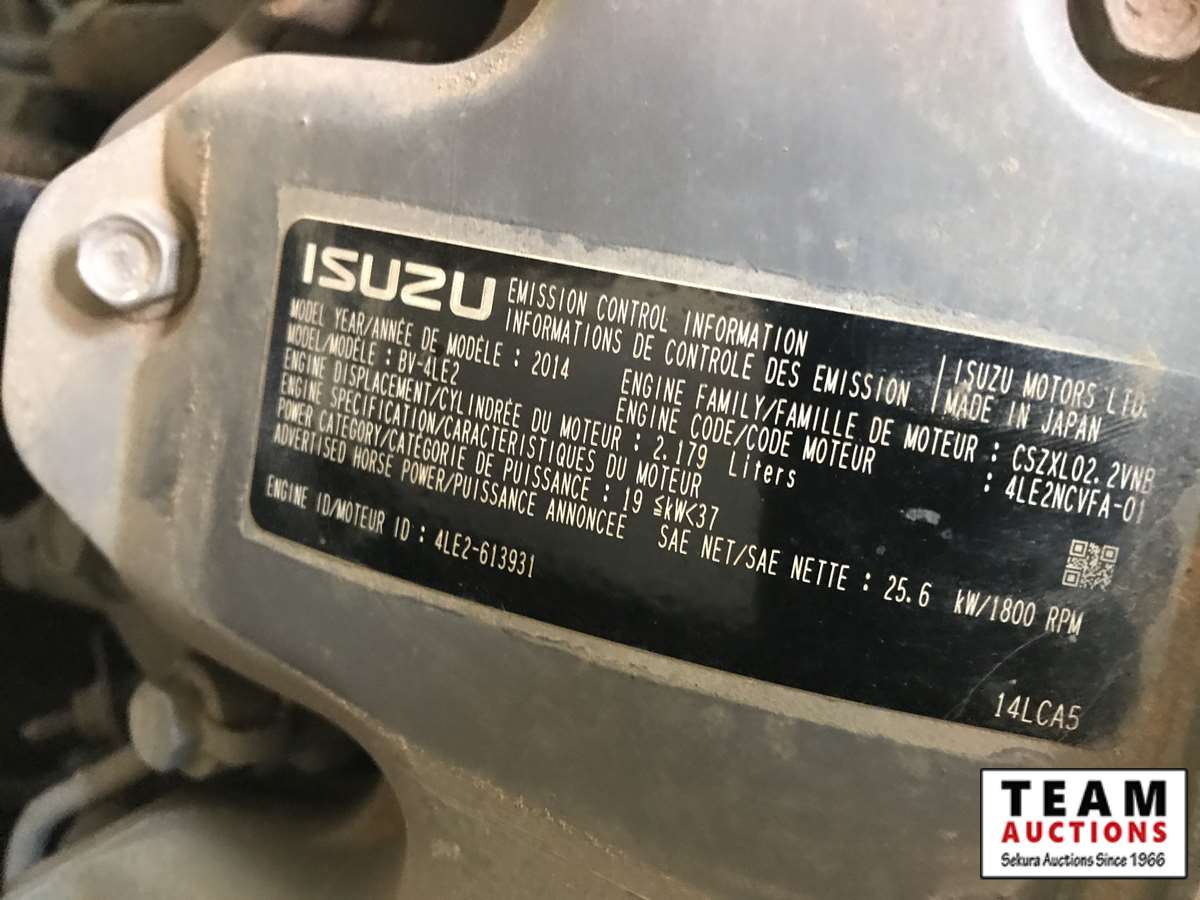 ISUZU
EMISSION CONTROL INFORMATION
INFORMATIONS DE CONTROLE DES EMISSION
ISUZU MOTORS LTD.
MADE IN JAPAN
MODEL YEAR/ANNÉE DE MODÈLE : 2014
ENGINE FAMILY/FAMILLE DE MOTEUR : CSZXL02.2VNB
MODEL/MODÈLE : BV-4LE2
ENGINE CODE/CODE MOTEUR : 4LE2NCVFA-01
ENGINE DISPLACEMENT/CYLINDRÉE DU MOTEUR : 2.179 Liters
ENGINE SPECIFICATION/CARACTÉRISTIQUES DU MOTEUR
POWER CATEGORY/CATÉGORIE DE PUISSANCE : 19 ≦kW<37
ADVERTISED HORSE POWER/PUISSANCE ANNONCÉE SAE NET/SAE NETTE : 25.6 kW/1800 RPM
ENGINE ID/MOTEUR ID : 4LE2-613931
14LCA5
TEAM
AUCTIONS
Sekura Auctions Since 1966